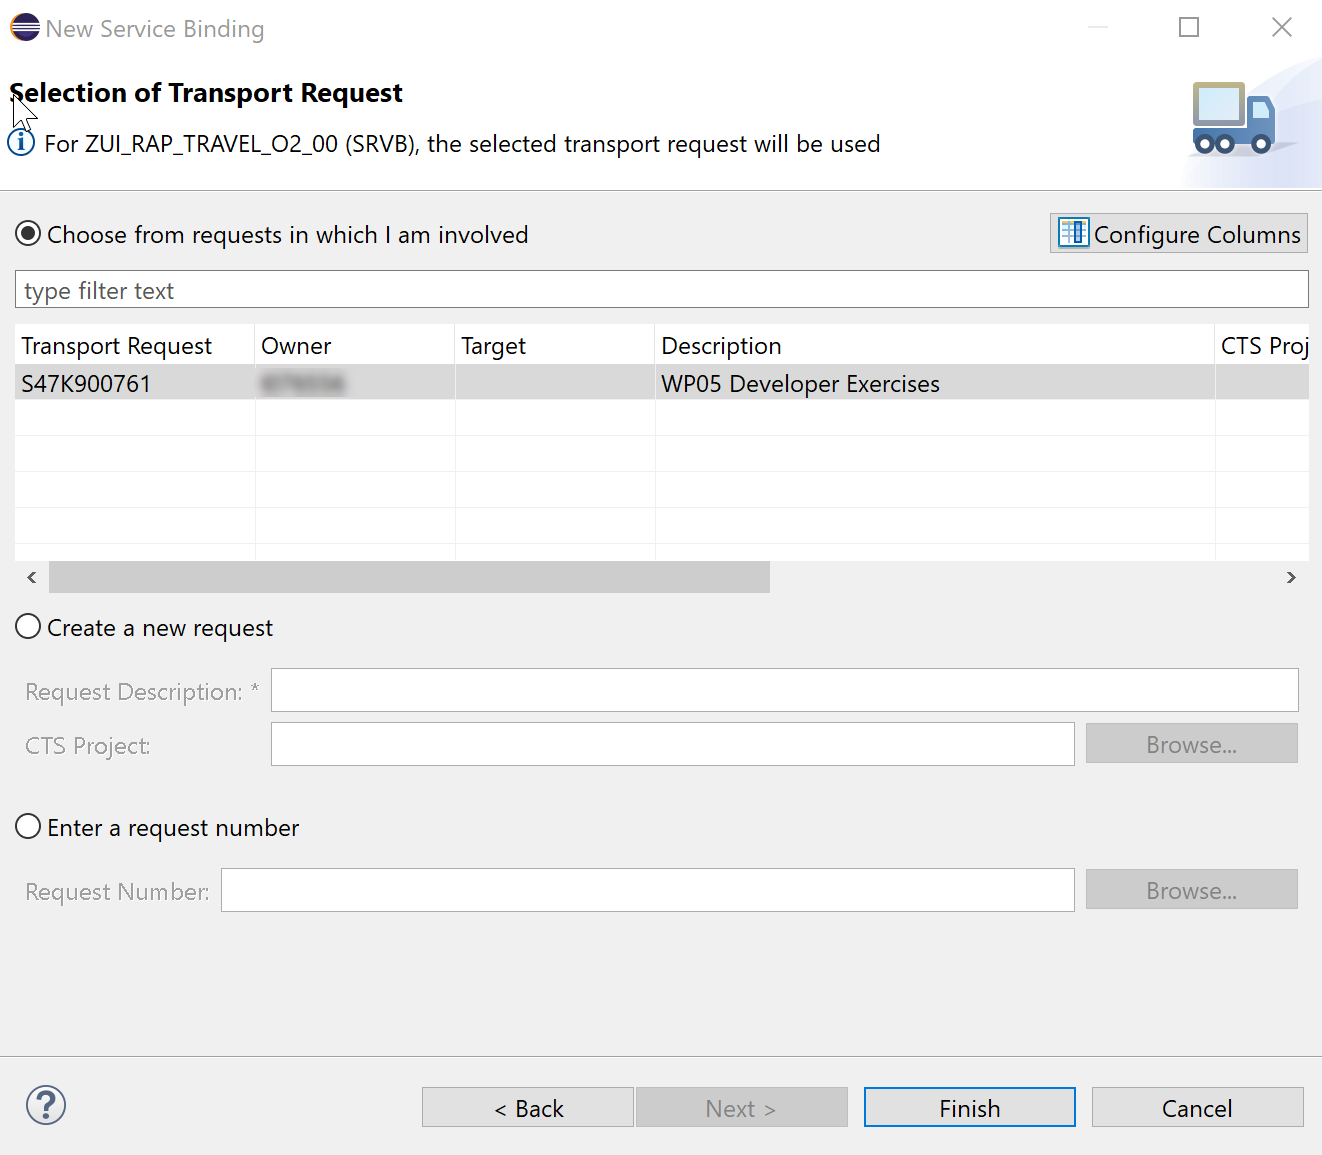 New Service Binding
Selection of Transport Request
For ZUI_RAP_TRAVEL_O2_00 (SRVB), the selected transport request will be used
Choose from requests in which I am involved
Configure Columns
type filter text
Transport Request Owner Target Description CTS Proj
S47K900761 WP05 Developer Exercises
Create a new request
Request Description: *
CTS Project:
Browse...
Enter a request number
Request Number:
Browse...
< Back Next > Finish Cancel